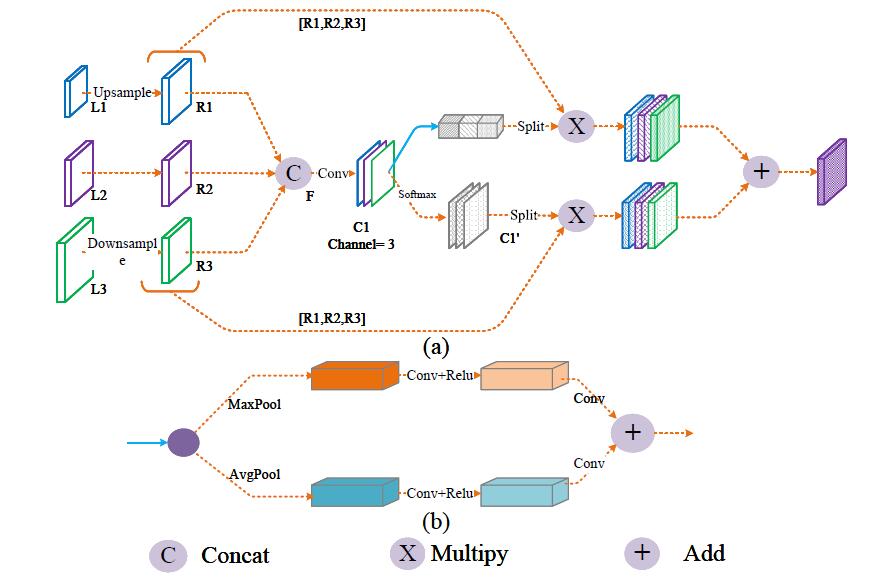 [R1,R2,R3]
Upsample
L1
R1
L2
R2
Downsampl
e
L3
R3
C
F
Conv
C1
Channel= 3
Softmax
Split
X
Split
C1'
X
+
[R1,R2,R3]
(a)
MaxPool
Conv+Relu
Conv
+
AvgPool
Conv+Relu
Conv
(b)
C Concat
X Multipy
+ Add